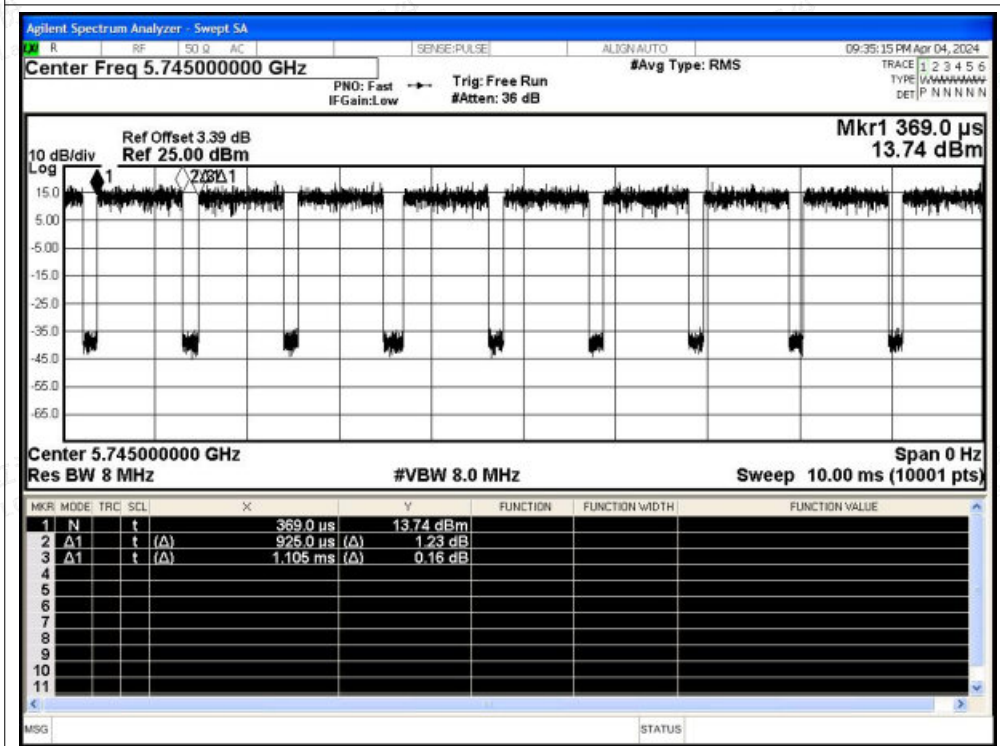 Agilent Spectrum Analyzer - Swept SA
R RF 50 Ω AC SENSE:PULSE ALIGN AUTO 09:35:15 PM Apr 04, 2024
Center Freq 5.745000000 GHz #Avg Type: RMS TRACE 1 2 3 4 5 6
PNO: Fast Trig: Free Run TYPE
IFGain:Low #Atten: 36 dB DET P N N N N N
Mkr1 369.0 µs
Ref Offset 3.39 dB
10 dB/div Ref 25.00 dBm 13.74 dBm
Log
1 2Δ1 3Δ1
15.0
5.00
-5.00
-15.0
-25.0
-35.0
-45.0
-55.0
-65.0
Center 5.745000000 GHz Span 0 Hz
Res BW 8 MHz #VBW 8.0 MHz Sweep 10.00 ms (10001 pts)
MKR MODE TRC SCL X Y FUNCTION FUNCTION WIDTH FUNCTION VALUE
1 N t 369.0 µs 13.74 dBm
2 Δ1 t (Δ) 925.0 µs (Δ) 1.23 dB
3 Δ1 t (Δ) 1.105 ms (Δ) 0.16 dB
4
5
6
7
8
9
10
11
MSG STATUS